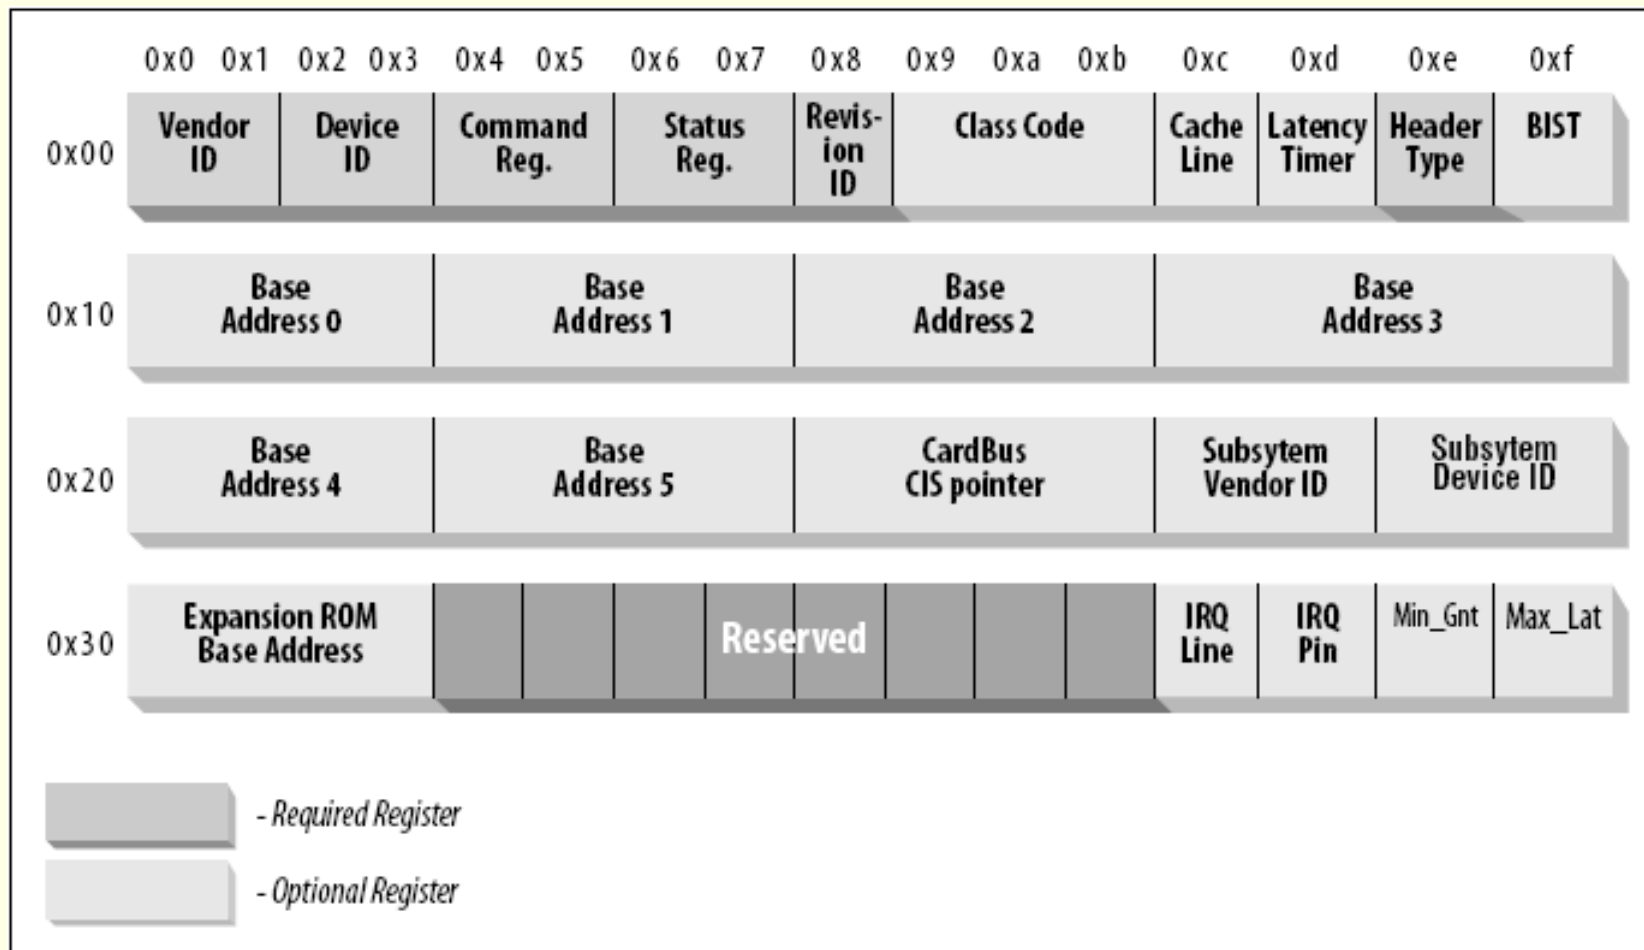 0x0 0x1 0x2 0x3 0x4 0x5 0x6 0x7 0x8 0x9 0xa 0xb 0xc 0xd 0xe 0xf
0x00
Vendor
ID
Device
ID
Command
Reg.
Status
Reg.
Revis-
ion
ID
Class Code
Cache
Line
Latency
Timer
Header
Type
BIST
0x10
Base
Address 0
Base
Address 1
Base
Address 2
Base
Address 3
0x20
Base
Address 4
Base
Address 5
CardBus
CIS pointer
Subsytem
Vendor ID
Subsytem
Device ID
0x30
Expansion ROM
Base Address
Reserved
IRQ
Line
IRQ
Pin
Min_Gnt
Max_Lat
- Required Register
- Optional Register